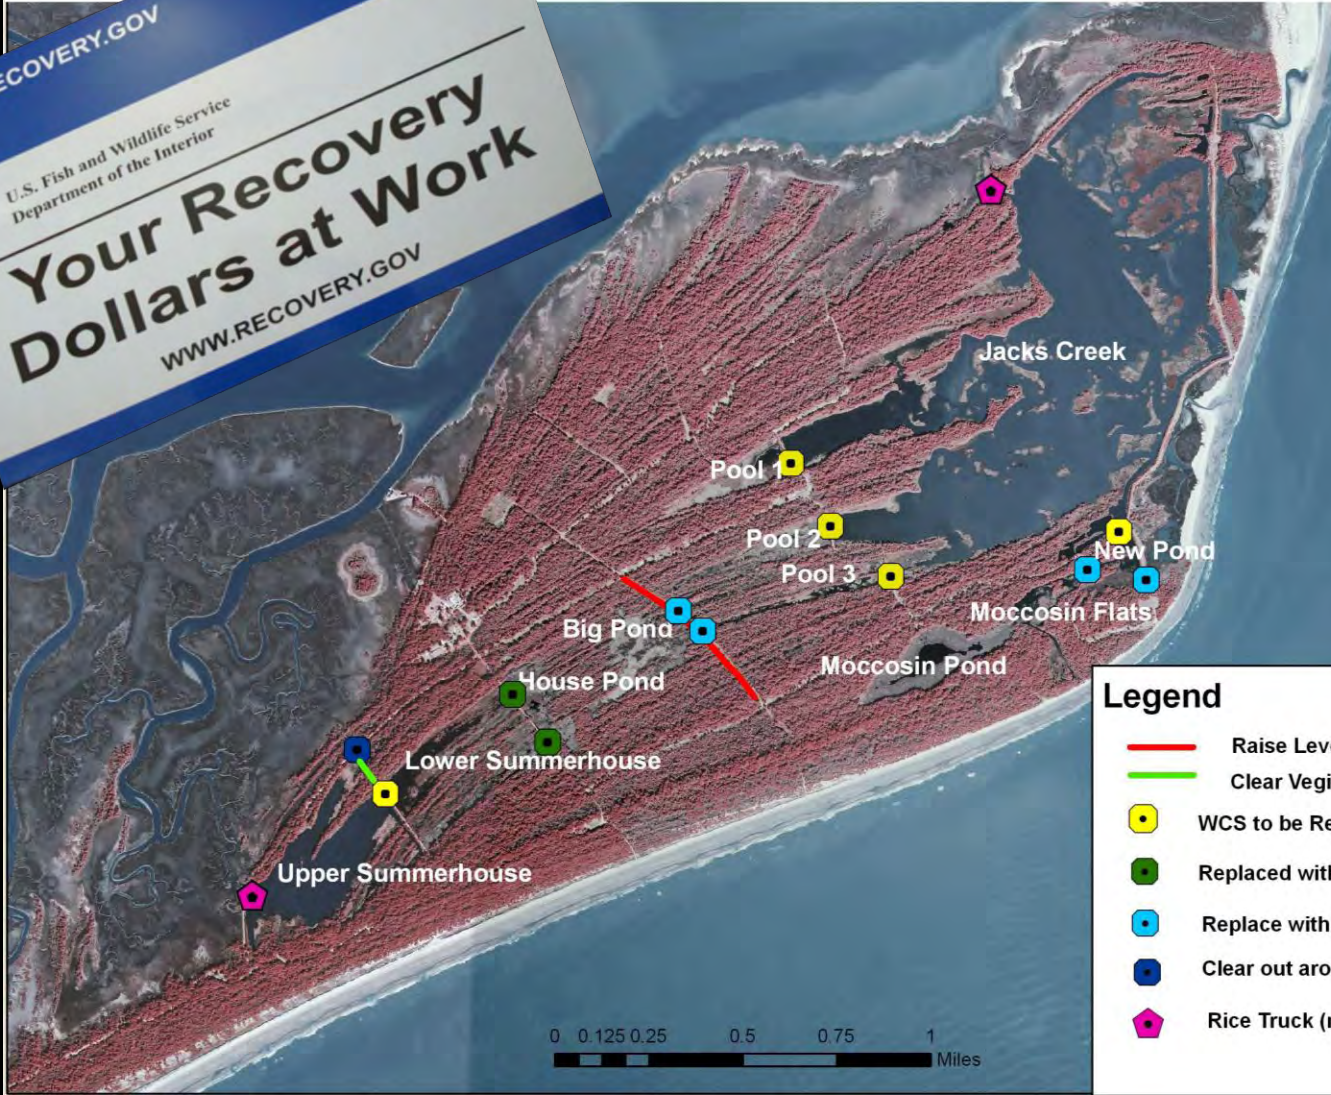 ECOVERY.GOV
U.S. Fish and Wildlife Service
Department of the Interior
Your Recovery
Dollars at Work
WWW.RECOVERY.GOV
Jacks Creek
Pool 1
Pool 2
New Pond
Pool 3
Moccosin Flats
Big Pond
Moccosin Pond
House Pond
Lower Summerhouse
Upper Summerhouse
Legend
Raise Lev
Clear Vegi
WCS to be Re
Replaced with
Replace with
Clear out aro
Rice Truck (r
0 0.125 0.25 0.5 0.75 1
Miles